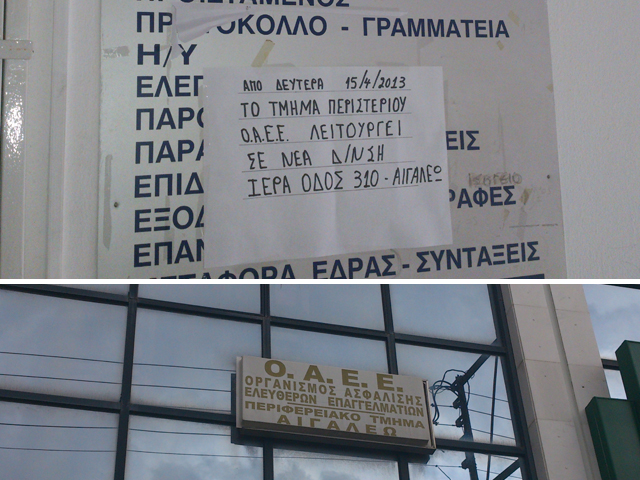 ΠΡΟΪΣΤΑΜΕΝΟΣ
ΠΡΩΤΟΚΟΛΛΟ - ΓΡΑΜΜΑΤΕΙΑ
Η/Υ
ΑΠΟ ΔΕΥΤΕΡΑ 15/4/2013
ΤΟ ΤΜΗΜΑ ΠΕΡΙΣΤΕΡΙΟΥ
Ο.Α.Ε.Ε. ΛΕΙΤΟΥΡΓΕΙ
ΣΕ ΝΕΑ Δ/ΝΣΗ
ΙΕΡΑ ΟΔΟΣ 310 - ΑΙΓΑΛΕΩ
ΕΔΡΑΣ - ΣΥΝΤΑΞΕΙΣ
Ο.Α.Ε.Ε.
ΟΡΓΑΝΙΣΜΟΣ ΑΣΦΑΛΙΣΗΣ
ΕΛΕΥΘΕΡΩΝ ΕΠΑΓΓΕΛΜΑΤΙΩΝ
ΠΕΡΙΦΕΡΕΙΑΚΟ ΤΜΗΜΑ
ΑΙΓΑΛΕΩ